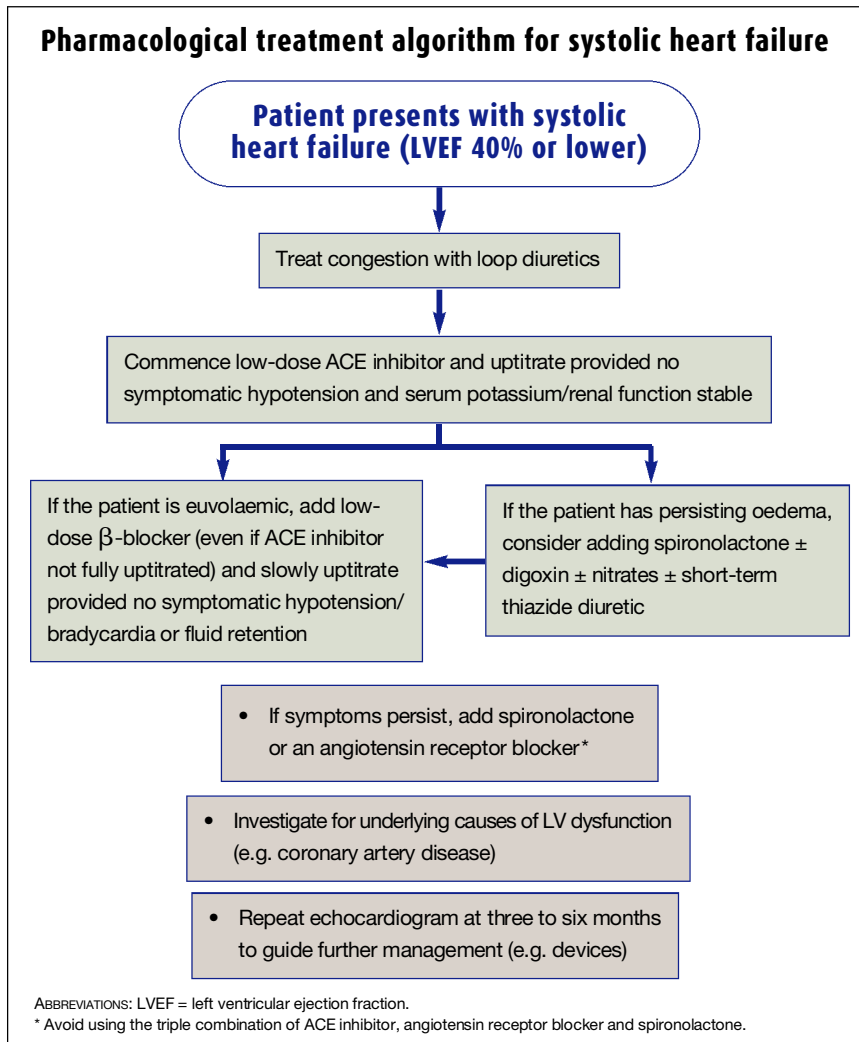 Pharmacological treatment algorithm for systolic heart failure
Patient presents with systolic
heart failure (LVEF 40% or lower)
Treat congestion with loop diuretics
Commence low-dose ACE inhibitor and uptitrate provided no
symptomatic hypotension and serum potassium/renal function stable
If the patient is euvolaemic, add low-
dose β-blocker (even if ACE inhibitor
not fully uptitrated) and slowly uptitrate
provided no symptomatic hypotension/
bradycardia or fluid retention
If the patient has persisting oedema,
consider adding spironolactone ±
digoxin ± nitrates ± short-term
thiazide diuretic
• If symptoms persist, add spironolactone
or an angiotensin receptor blocker*
• Investigate for underlying causes of LV dysfunction
(e.g. coronary artery disease)
• Repeat echocardiogram at three to six months
to guide further management (e.g. devices)
ABBREVIATIONS: LVEF = left ventricular ejection fraction.
* Avoid using the triple combination of ACE inhibitor, angiotensin receptor blocker and spironolactone.